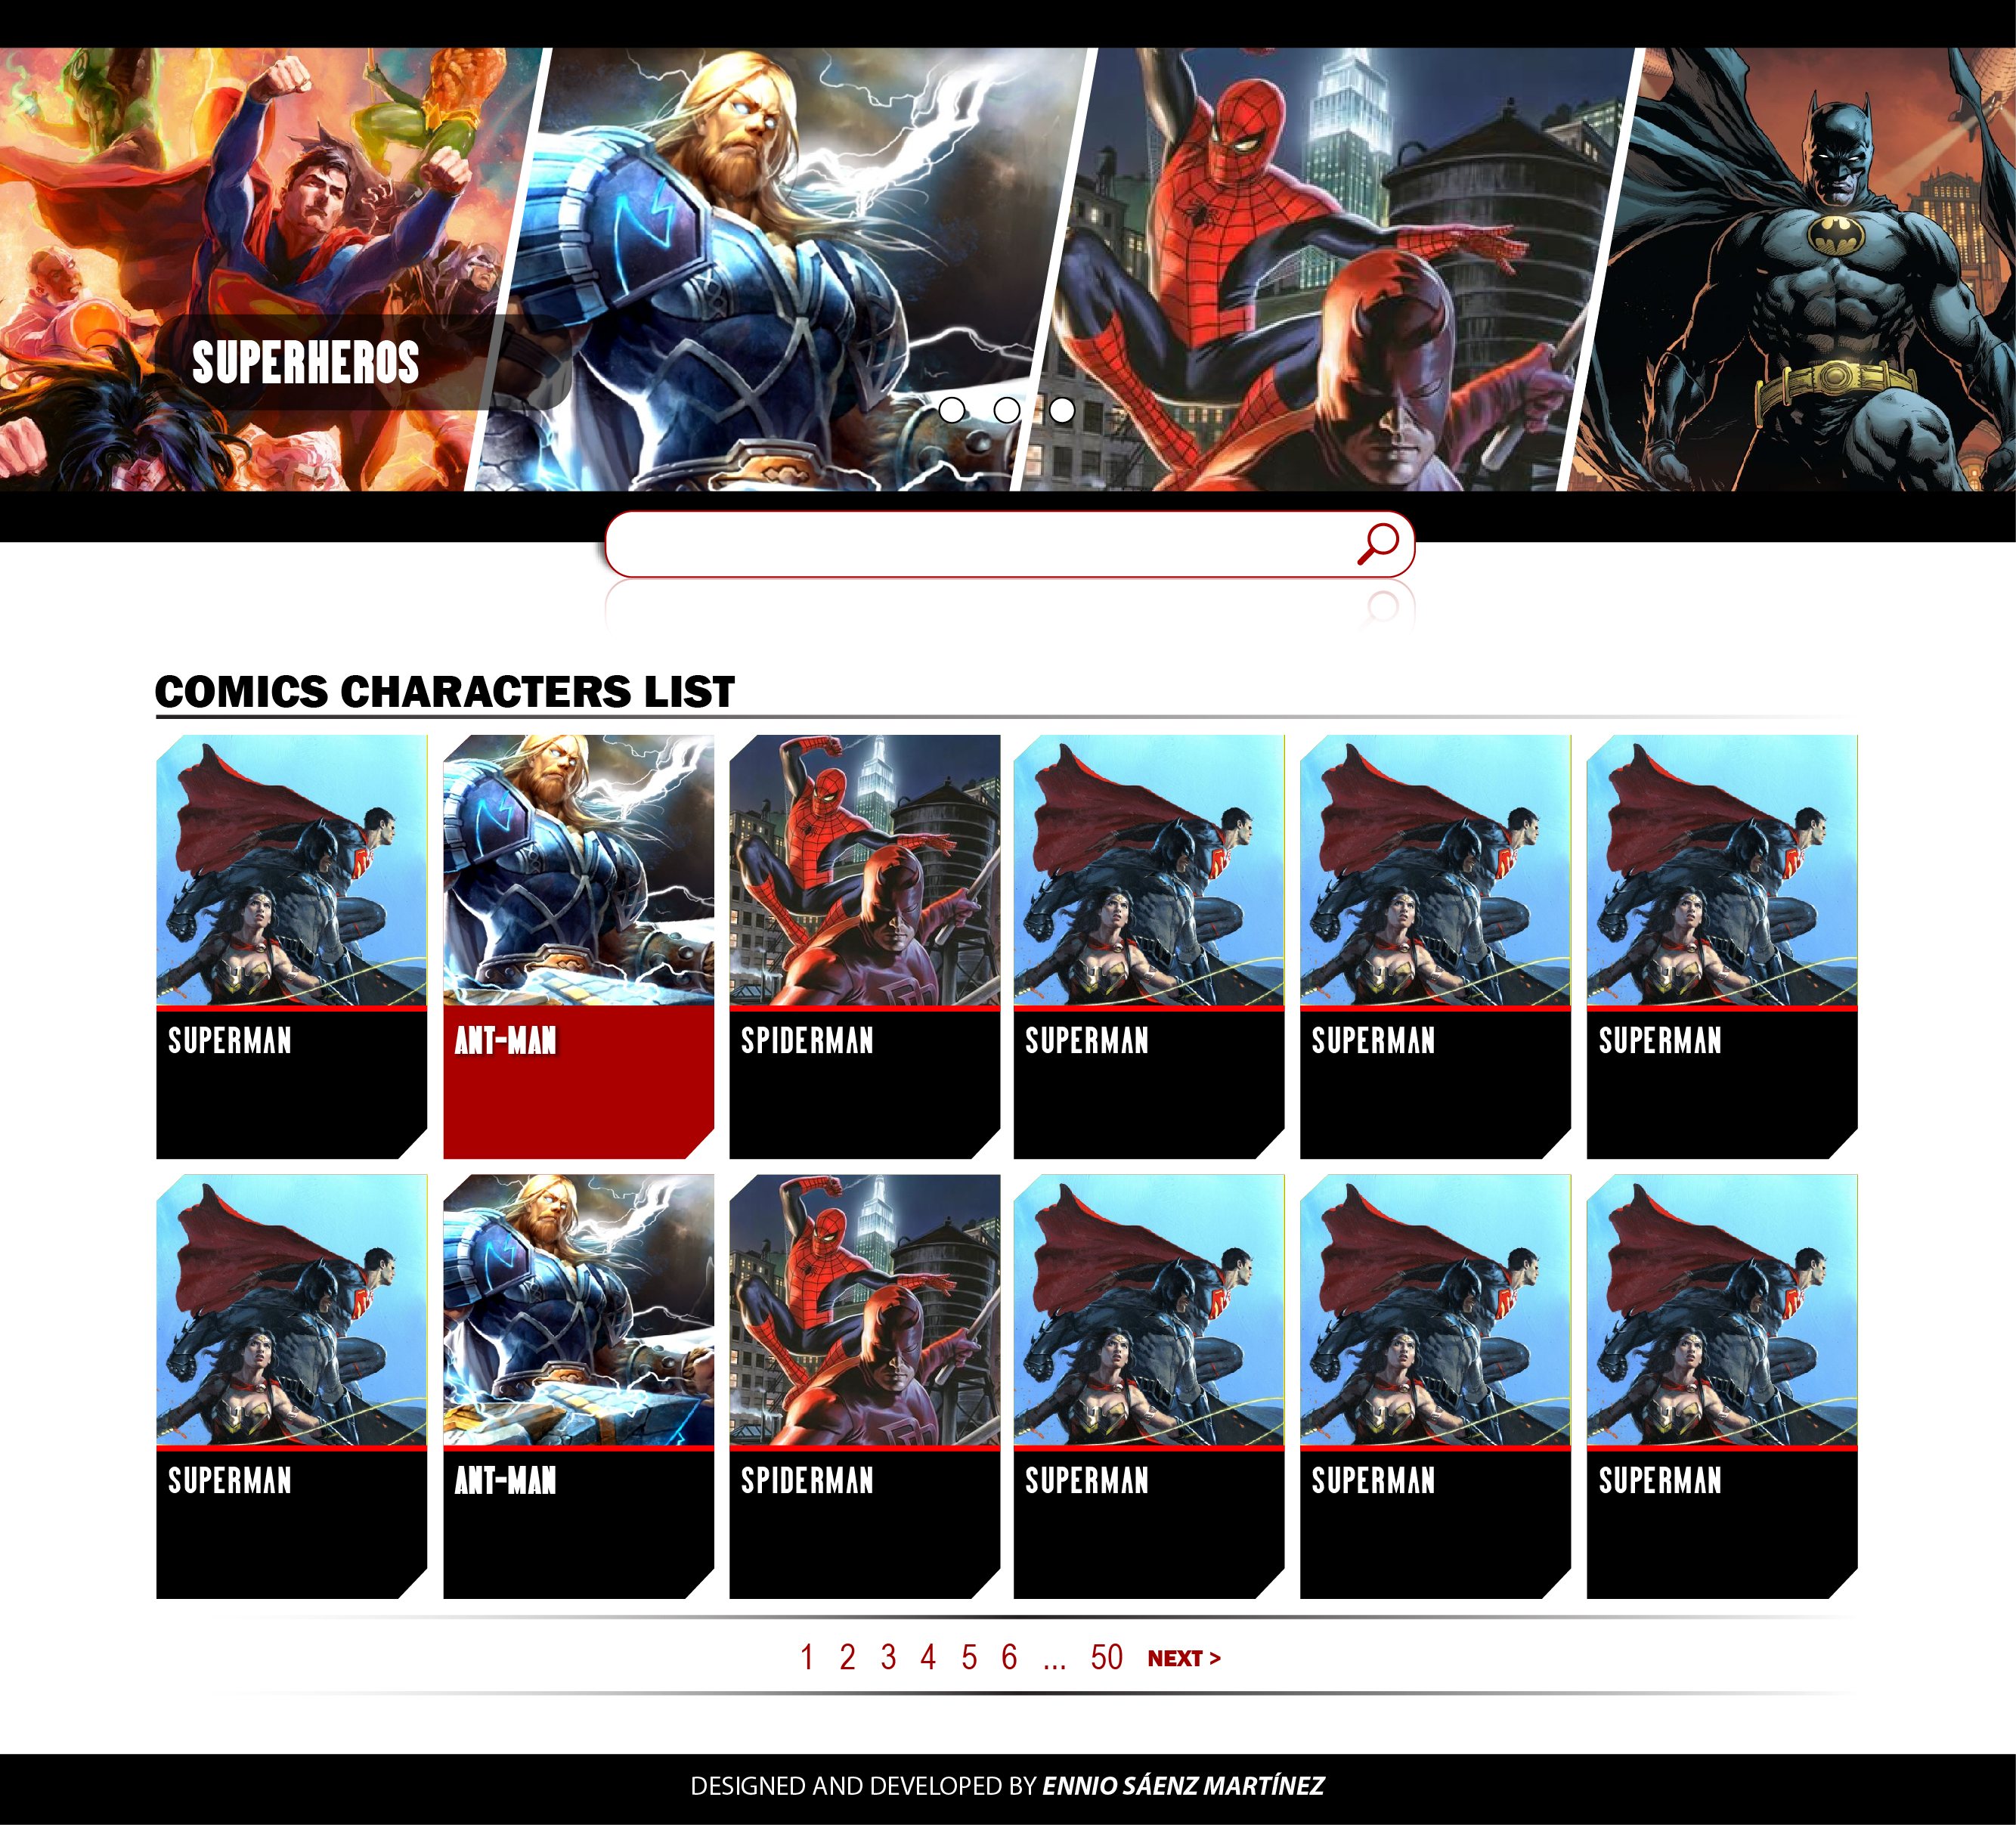 SUPERHEROS
COMICS CHARACTERS LIST
SUPERMAN
ANT-MAN
SPIDERMAN
SUPERMAN
SUPERMAN
SUPERMAN
SUPERMAN
ANT-MAN
SPIDERMAN
SUPERMAN
SUPERMAN
SUPERMAN
1 2 3 4 5 6 ... 50 NEXT >
DESIGNED AND DEVELOPED BY ENNIO SÁENZ MARTÍNEZ